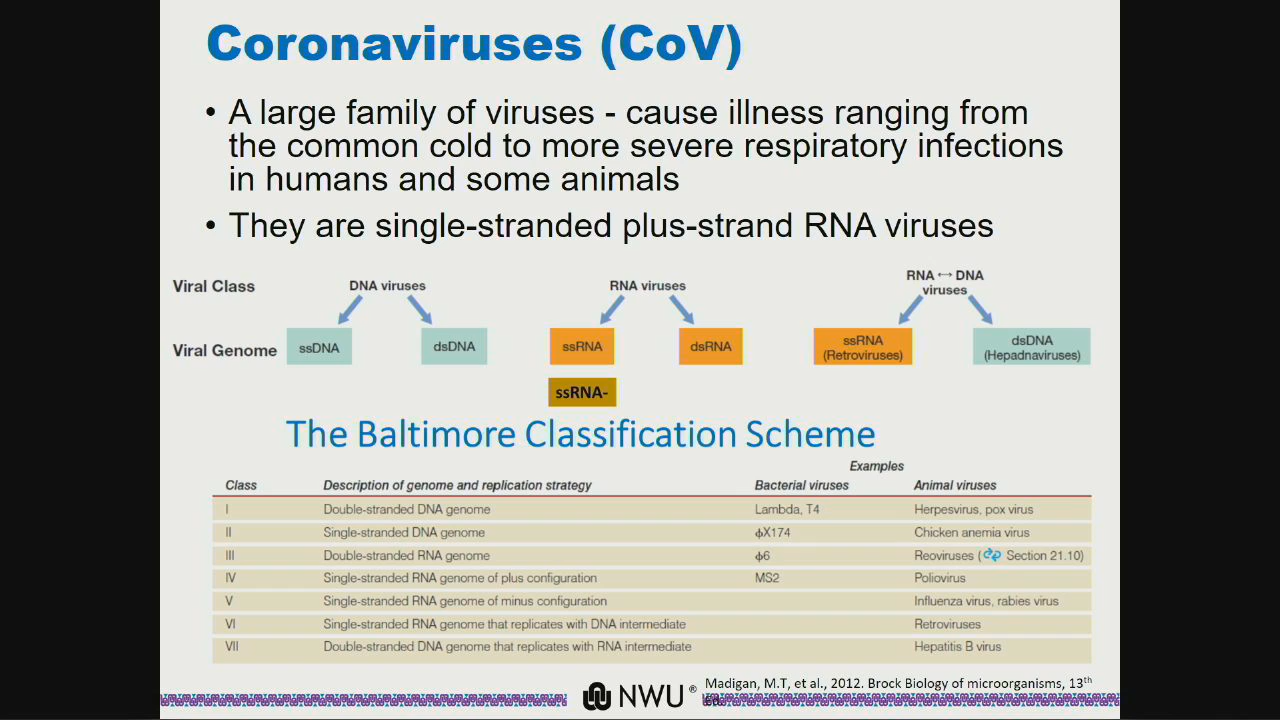 Coronaviruses (CoV)
• A large family of viruses - cause illness ranging from
the common cold to more severe respiratory infections
in humans and some animals
• They are single-stranded plus-strand RNA viruses
Viral Class DNA viruses RNA viruses RNA ↔ DNA
viruses
Viral Genome ssDNA dsDNA ssRNA dsRNA ssRNA dsDNA
(Retroviruses) (Hepadnaviruses)
ssRNA-
The Baltimore Classification Scheme
Examples
Class Description of genome and replication strategy Bacterial viruses Animal viruses
I Double-stranded DNA genome Lambda, T4 Herpesvirus, pox virus
II Single-stranded DNA genome ϕX174 Chicken anemia virus
III Double-stranded RNA genome ϕ6 Reoviruses ( Section 21.10)
IV Single-stranded RNA genome of plus configuration MS2 Poliovirus
V Single-stranded RNA genome of minus configuration Influenza virus, rabies virus
VI Single-stranded RNA genome that replicates with DNA intermediate Retroviruses
VII Double-stranded DNA genome that replicates with RNA intermediate Hepatitis B virus
NWU® Madigan, M.T, et al., 2012. Brock Biology of microorganisms, 13th
ed.